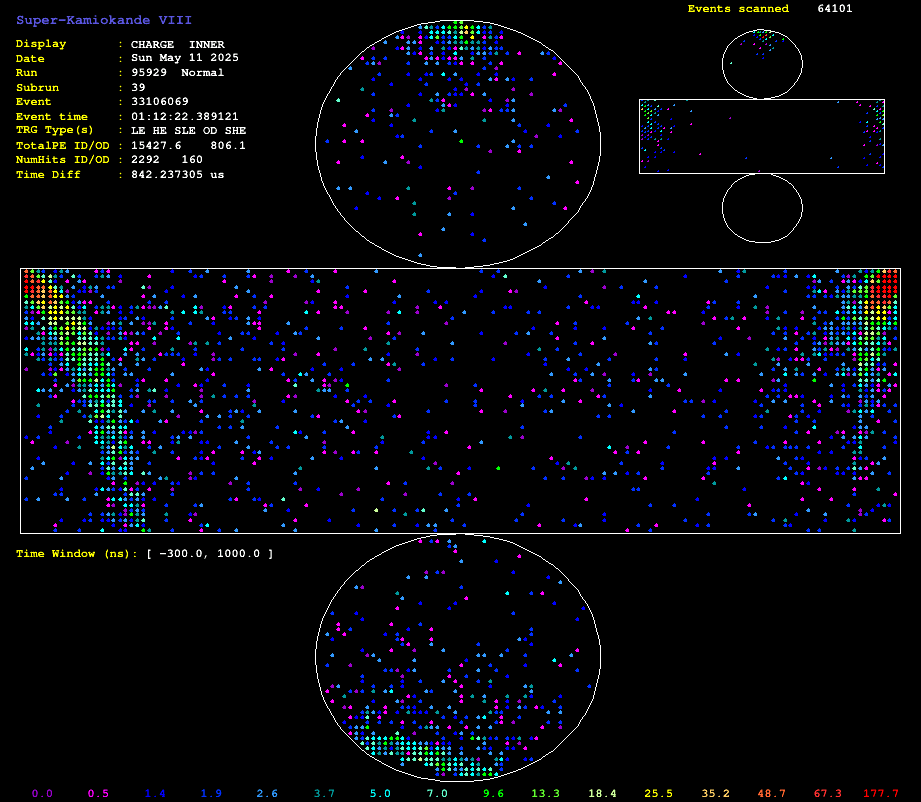 Super-Kamiokande VIII
Events scanned 64101
Display : CHARGE INNER
Date : Sun May 11 2025
Run : 95929 Normal
Subrun : 39
Event : 33106069
Event time : 01:12:22.389121
TRG Type(s) : LE HE SLE OD SHE
TotalPE ID/OD : 15427.6 806.1
NumHits ID/OD : 2292 160
Time Diff : 842.237305 us
Time Window (ns): [ −300.0, 1000.0 ]
0.0 0.5 1.4 1.9 2.6 3.7 5.0 7.0 9.6 13.3 18.4 25.5 35.2 48.7 67.3 177.7